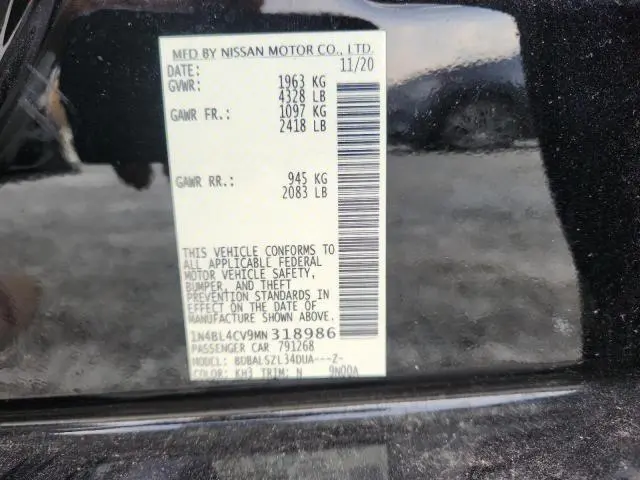 MFD BY NISSAN MOTOR CO., LTD.
DATE: 11/20
GVWR: 1963 KG
4328 LB
GAWR FR.: 1097 KG
2418 LB
GAWR RR.: 945 KG
2083 LB
THIS VEHICLE CONFORMS TO
ALL APPLICABLE FEDERAL
MOTOR VEHICLE SAFETY,
BUMPER, AND THEFT
PREVENTION STANDARDS IN
EFFECT ON THE DATE OF
MANUFACTURE SHOWN ABOVE.
1N4BL4CV9MN318986
PASSENGER CAR 791268
MODEL: BDBALSZL34DUA---Z-
COLOR: KH3 TRIM: N 9N00A